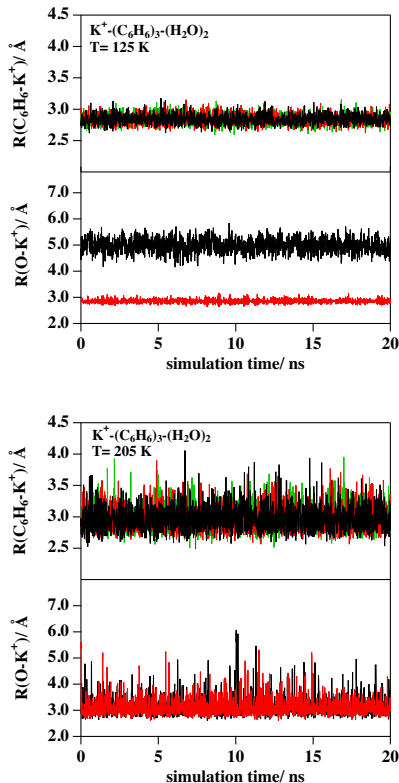 K⁺-(C₆H₆)₃-(H₂O)₂
T= 125 K
R(C₆H₆-K⁺)/ Å
4.5
4.0
3.5
3.0
2.5
R(O-K⁺)/ Å
7.0
6.0
5.0
4.0
3.0
2.0
0 5 10 15 20
simulation time/ ns
K⁺-(C₆H₆)₃-(H₂O)₂
T= 205 K
R(C₆H₆-K⁺)/ Å
4.5
4.0
3.5
3.0
2.5
R(O-K⁺)/ Å
7.0
6.0
5.0
4.0
3.0
2.0
0 5 10 15 20
simulation time/ ns